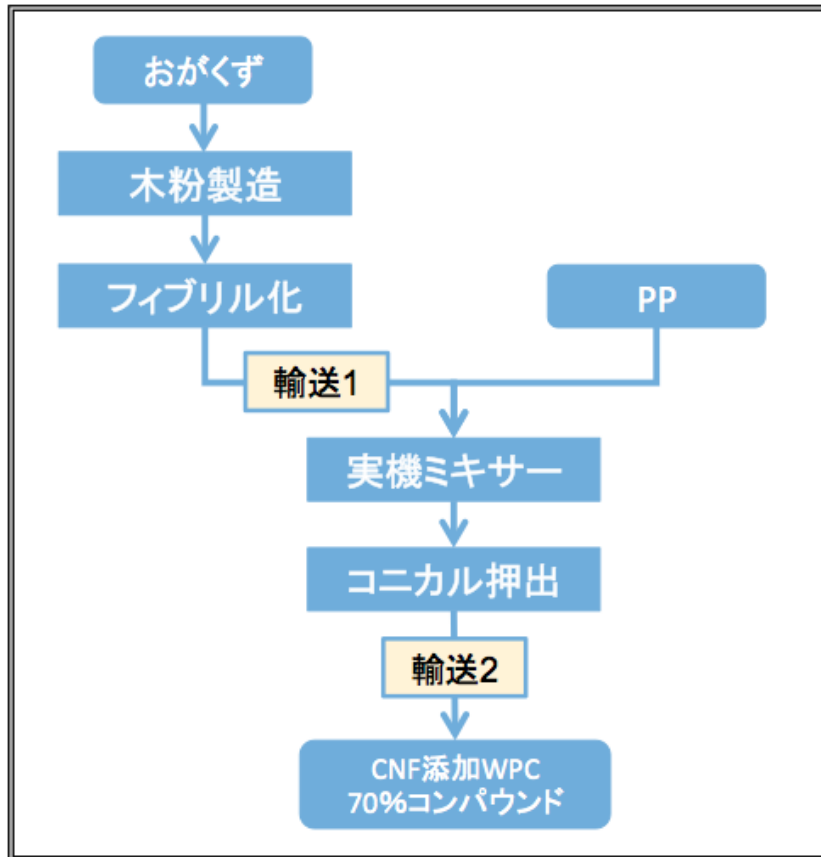 おがくず
木粉製造
フィブリル化
PP
輸送1
実機ミキサー
コニカル押出
輸送2
CNF添加WPC
70%コンパウンド